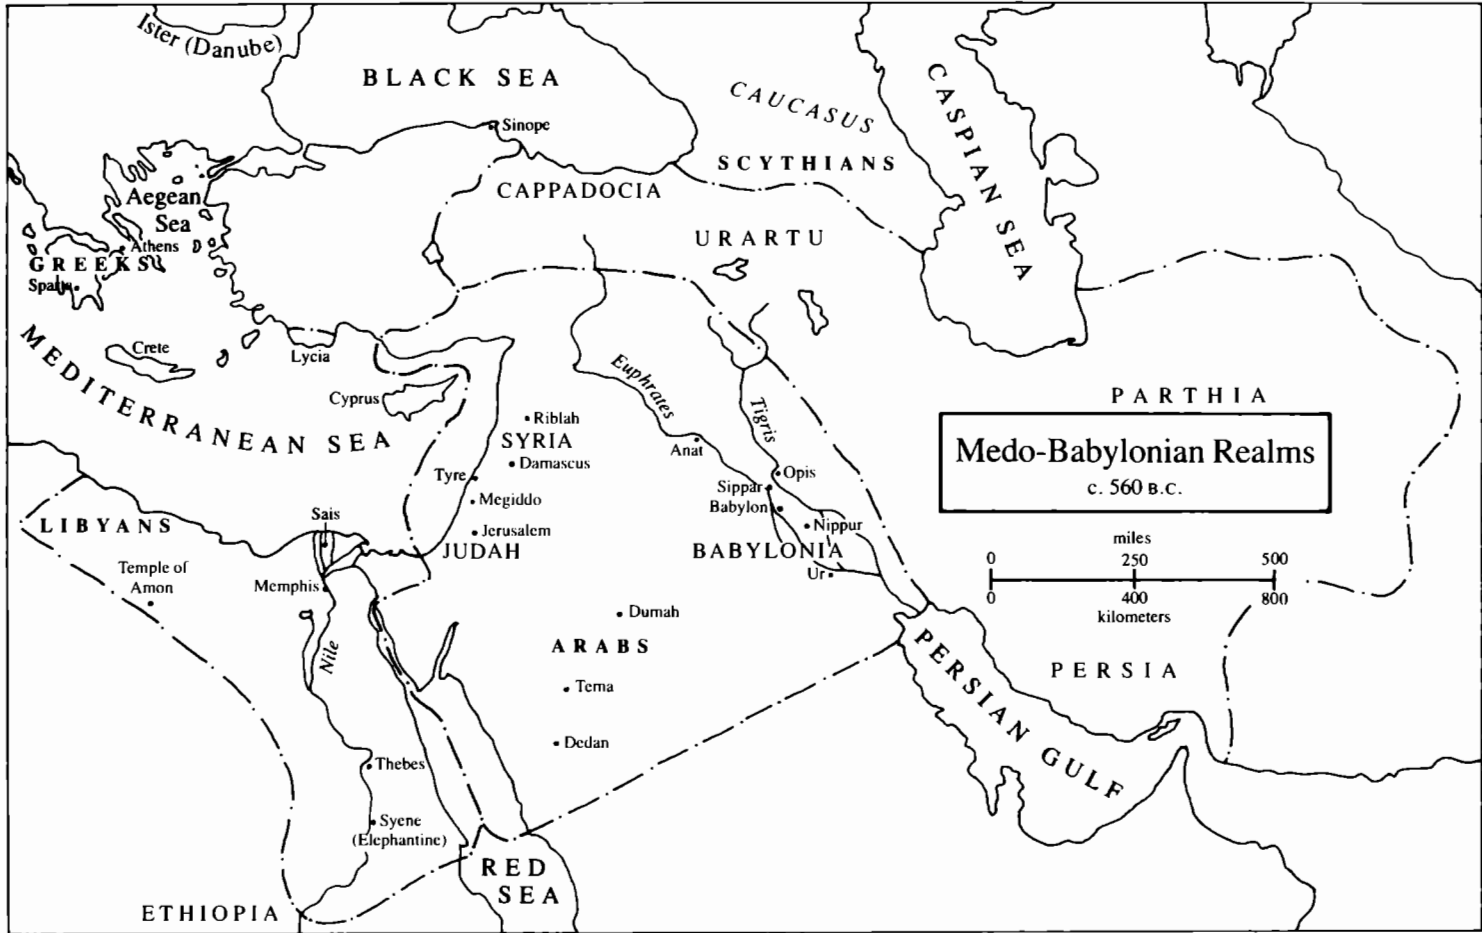 Ister (Danube)
BLACK SEA
CAUCASUS
CASPIAN SEA
Sinope
SCYTHIANS
CAPPADOCIA
Aegean
Sea
Athens
GREEKS
Sparta
URARTU
MEDITERRANEAN SEA
Crete
Lycia
Cyprus
Euphrates
Tigris
PARTHIA
Riblah
SYRIA
Damascus
Anat
Medo-Babylonian Realms
c. 560 B.C.
Tyre
Opis
Sippar
Megiddo
Babylon
Sais
LIBYANS
Nippur
Jerusalem
JUDAH
BABYLONIA
miles
0 250 500
0 400 800
kilometers
Temple of
Amon
Memphis
Ur
Dumah
Nile
ARABS
PERSIAN GULF
PERSIA
Tema
Dedan
Thebes
Syene
(Elephantine)
RED
SEA
ETHIOPIA